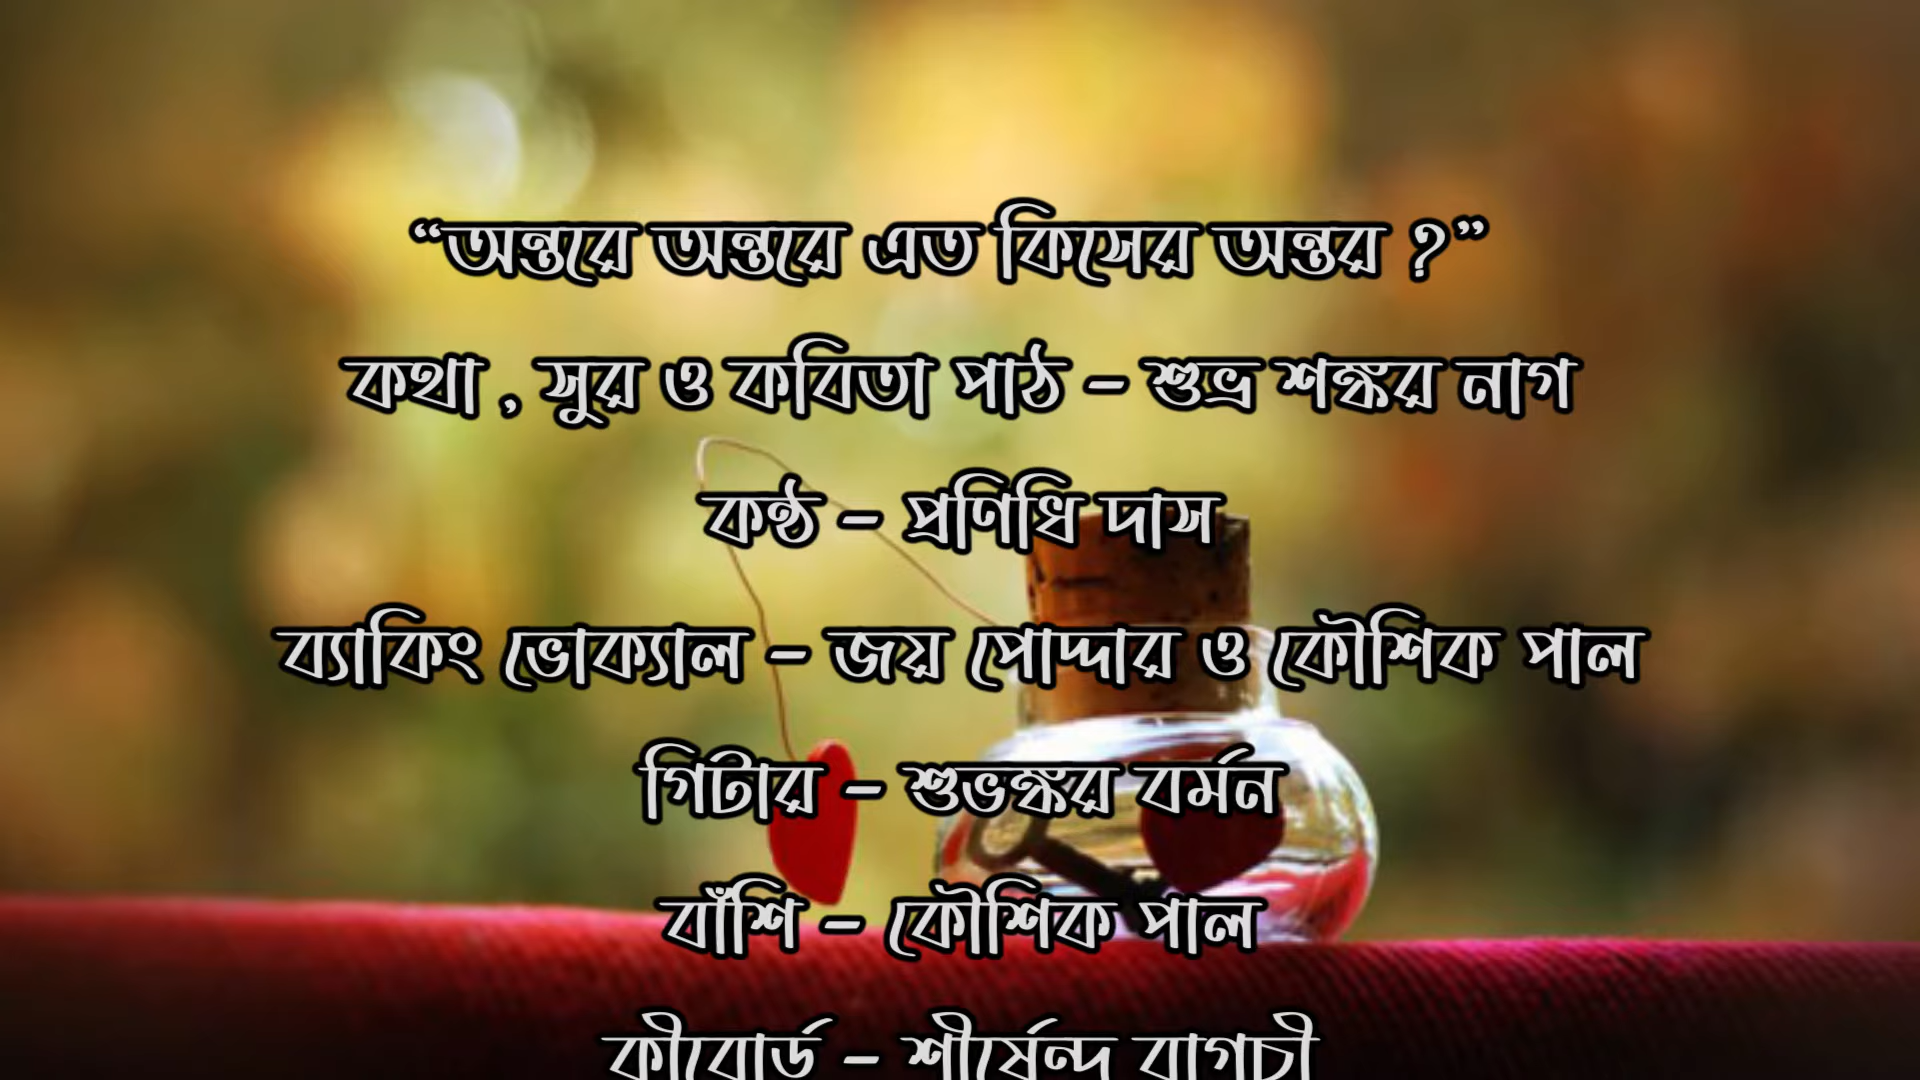 “অন্তরে অন্তরে এত কিসের অন্তর ?”
কথা , সুর ও কবিতা পাঠ – শুভ্র শঙ্কর নাগ
কন্ঠ – প্রণিধি দাস
ব্যাকিং ভোক্যাল – জয় পোদ্দার ও কৌশিক পাল
গিটার – শুভঙ্কর বর্মন
বাঁশি – কৌশিক পাল
কীবোর্ড – শীর্ষেন্দু বাগচী